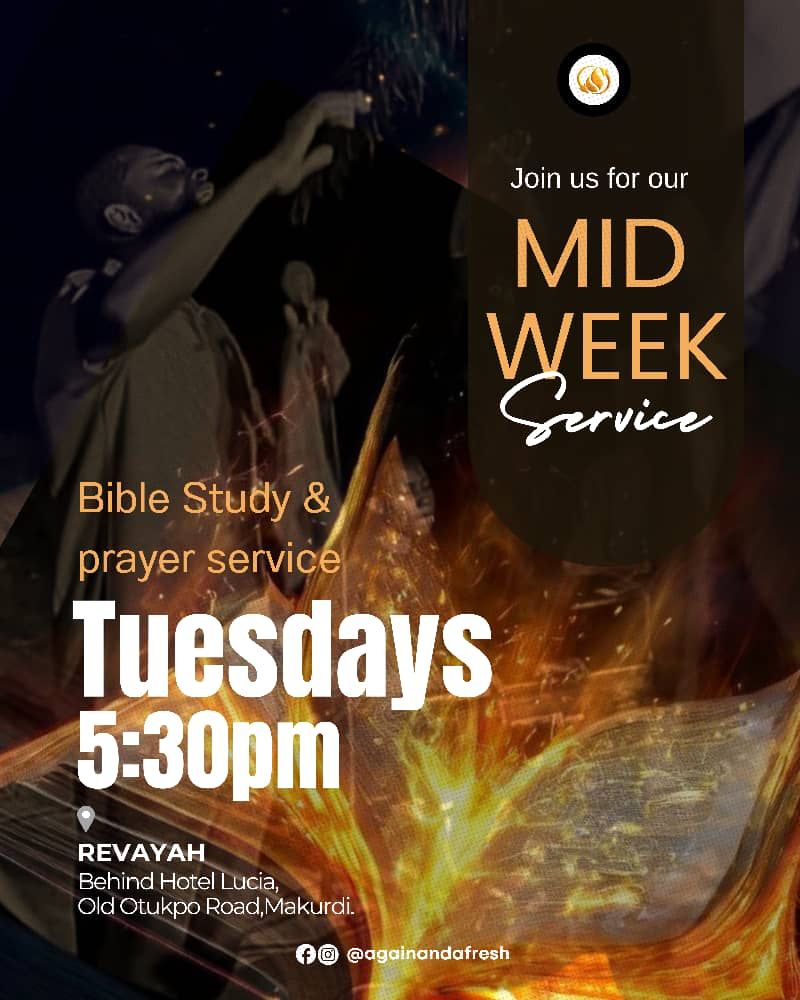 Join us for our
MID
WEEK
Service
Bible Study &
prayer service
Tuesdays
5:30pm
REVAYAH
Behind Hotel Lucia,
Old Otukpo Road,Makurdi.
@againandafresh